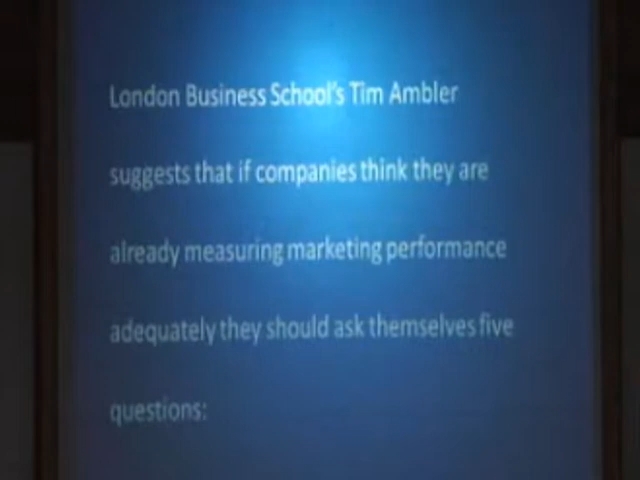 London Business School's Tim Ambler
suggests that if companies think they are
already measuring marketing performance
adequately they should ask themselves five
questions: